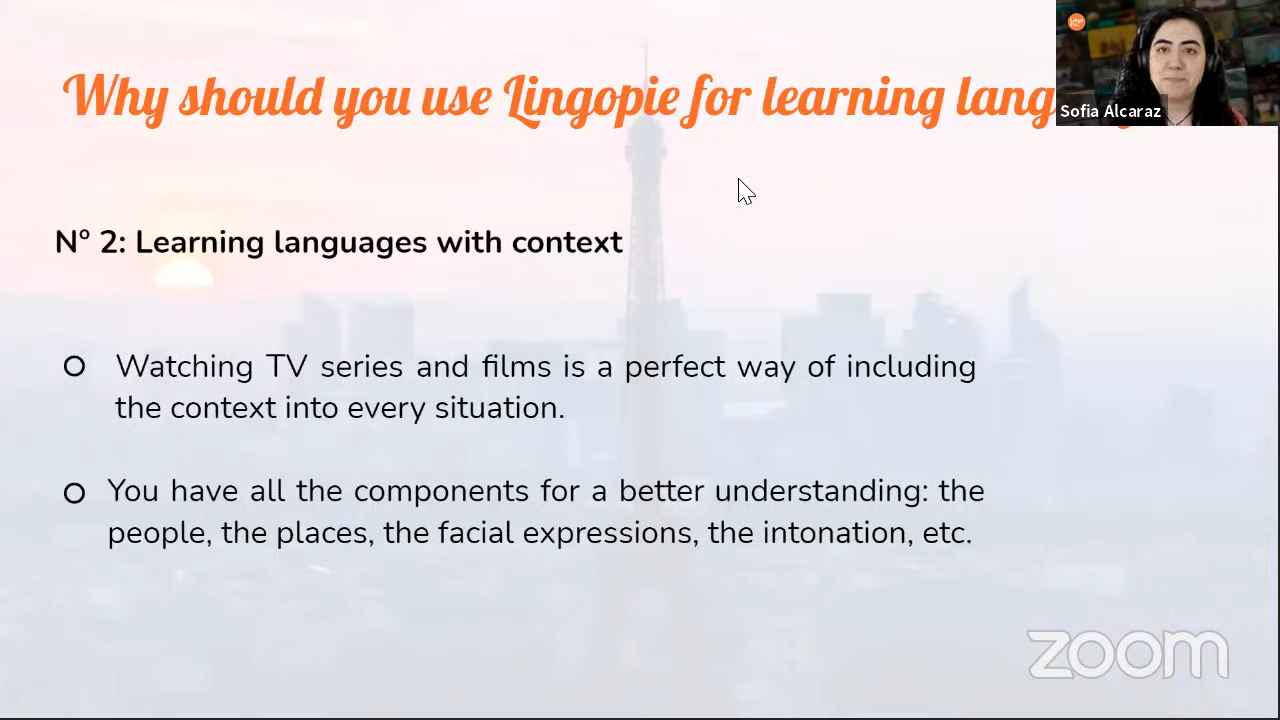 Why should you use Lingopie for learning lang
Sofia Alcaraz
Nº 2: Learning languages with context
Watching TV series and films is a perfect way of including
the context into every situation.
You have all the components for a better understanding: the
people, the places, the facial expressions, the intonation, etc.
zoom